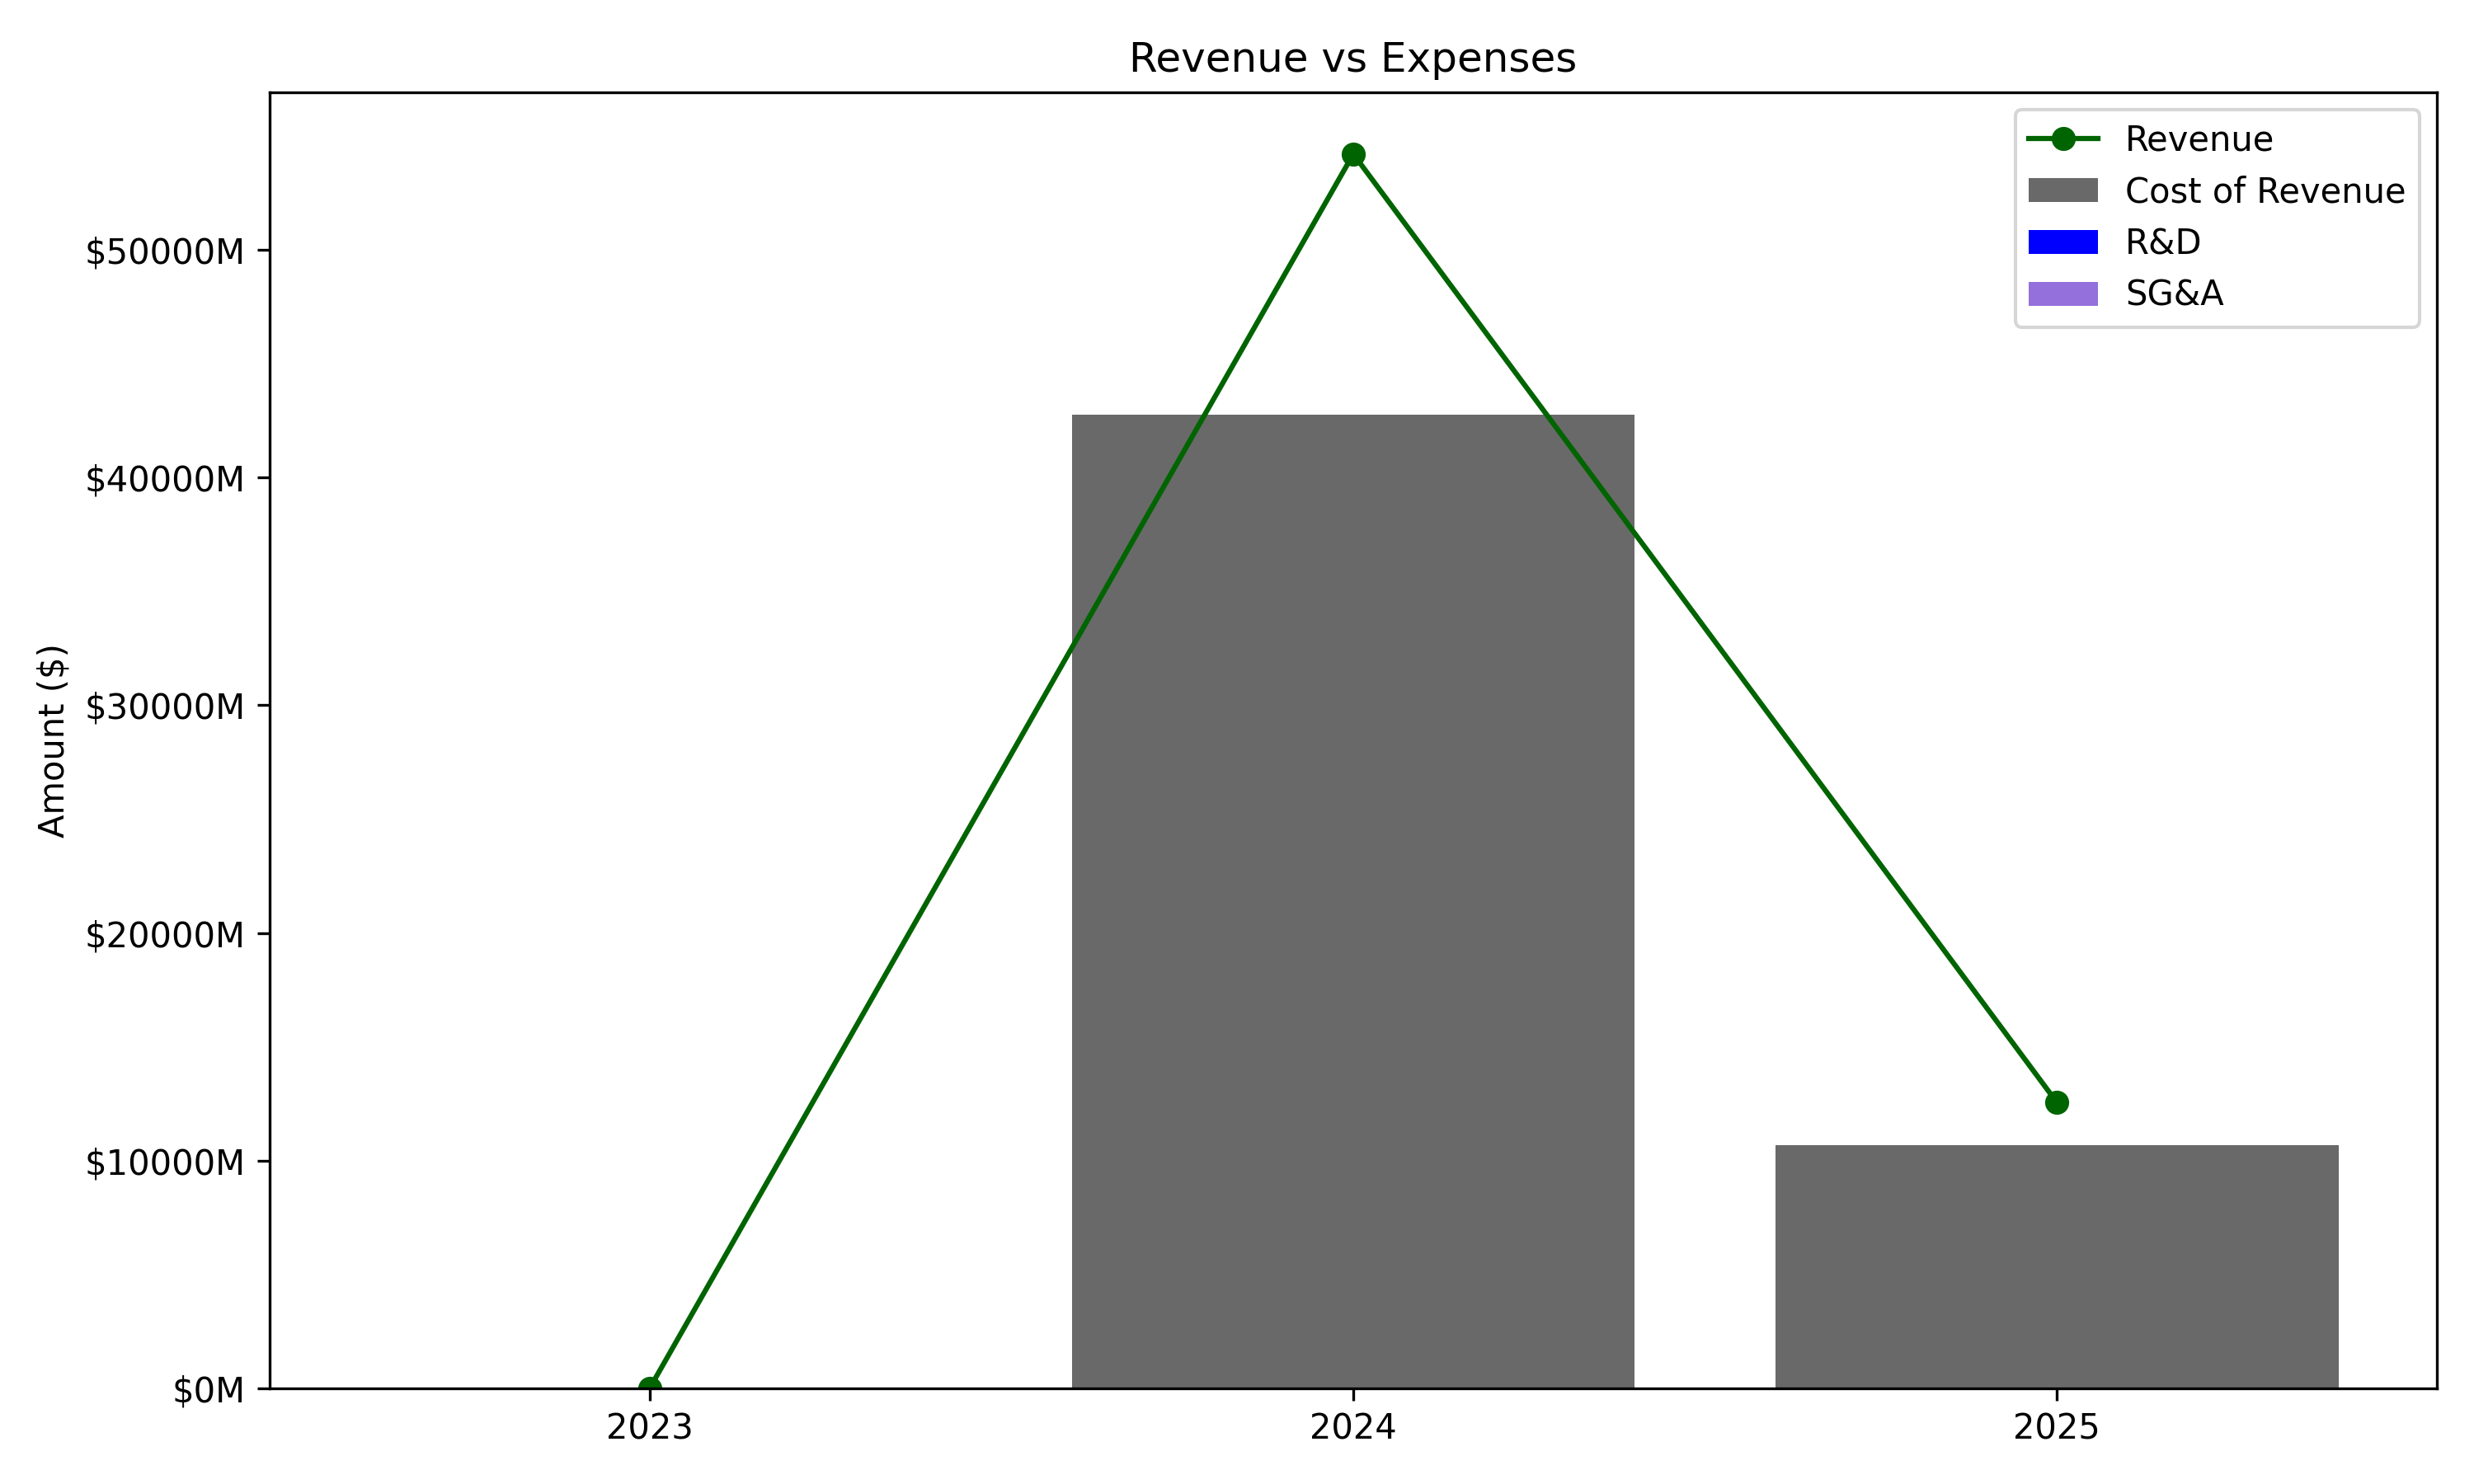 Revenue vs Expenses
Revenue
Cost of Revenue
R&D
SG&A
Amount ($)
$50000M
$40000M
$30000M
$20000M
$10000M
$0M
2023
2024
2025